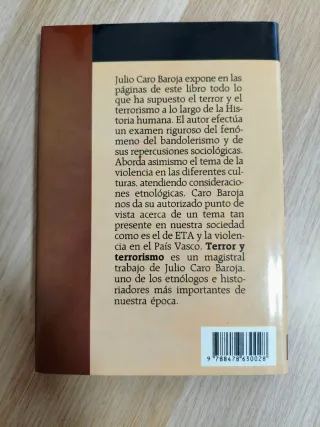 Julio Caro Baroja expone en las
páginas de este libro todo lo
que ha supuesto el terror y el
terrorismo a lo largo de la His-
toria humana. El autor efectúa
un examen riguroso del fenó-
meno del bandolerismo y de
sus repercusiones sociológicas.
Aborda asimismo el tema de la
violencia en las diferentes cul-
turas, atendiendo consideracio-
nes etnológicas. Caro Baroja
nos da su autorizado punto de
vista acerca de un tema tan
presente en nuestra sociedad
como es el de ETA y la violen-
cia en el País Vasco. Terror y
terrorismo es un magistral
trabajo de Julio Caro Baroja.
uno de los etnólogos e histo-
riadores más importantes de
nuestra época.
9 788478 630028